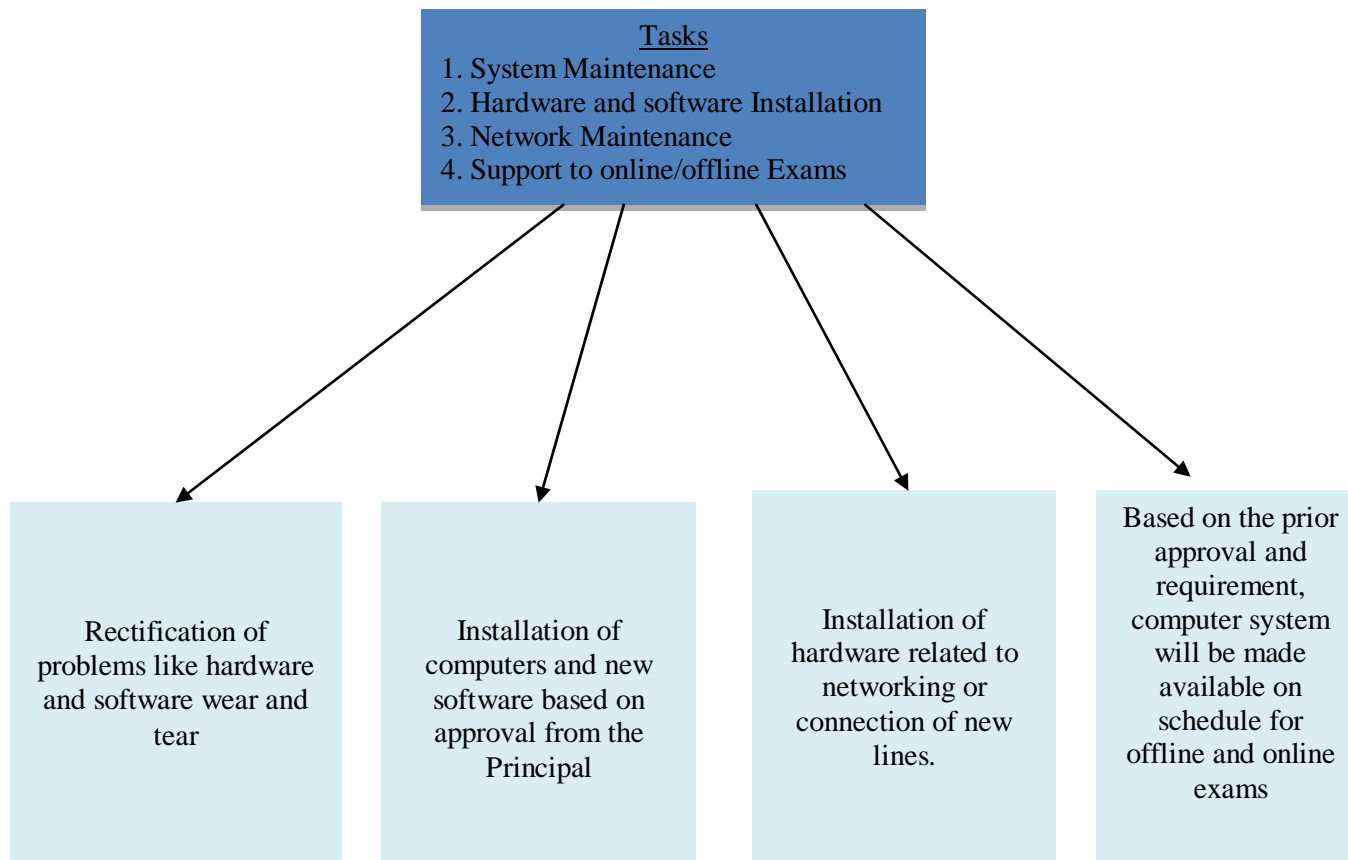 Tasks
1. System Maintenance
2. Hardware and software Installation
3. Network Maintenance
4. Support to online/offline Exams
Rectification of
problems like hardware
and software wear and
tear
Installation of
computers and new
software based on
approval from the
Principal
Installation of
hardware related to
networking or
connection of new
lines.
Based on the prior
approval and
requirement,
computer system
will be made
available on
schedule for
offline and online
exams